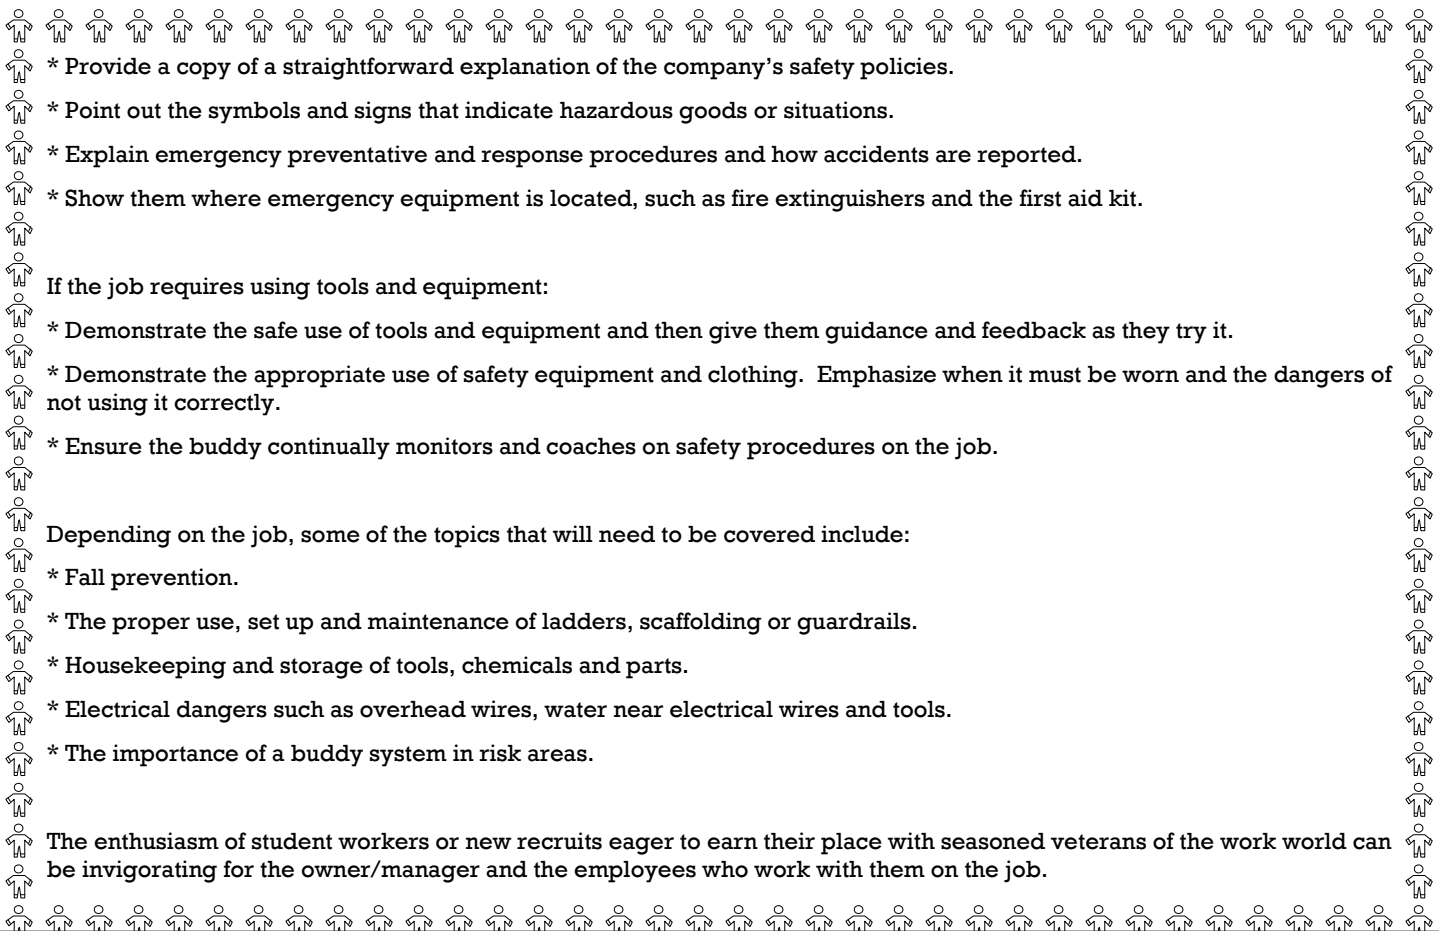 * Provide a copy of a straightforward explanation of the company’s safety policies.
* Point out the symbols and signs that indicate hazardous goods or situations.
* Explain emergency preventative and response procedures and how accidents are reported.
* Show them where emergency equipment is located, such as fire extinguishers and the first aid kit.
If the job requires using tools and equipment:
* Demonstrate the safe use of tools and equipment and then give them guidance and feedback as they try it.
* Demonstrate the appropriate use of safety equipment and clothing.  Emphasize when it must be worn and the dangers of
not using it correctly.
* Ensure the buddy continually monitors and coaches on safety procedures on the job.
Depending on the job, some of the topics that will need to be covered include:
* Fall prevention.
* The proper use, set up and maintenance of ladders, scaffolding or guardrails.
* Housekeeping and storage of tools, chemicals and parts.
* Electrical dangers such as overhead wires, water near electrical wires and tools.
* The importance of a buddy system in risk areas.
The enthusiasm of student workers or new recruits eager to earn their place with seasoned veterans of the work world can
be invigorating for the owner/manager and the employees who work with them on the job.